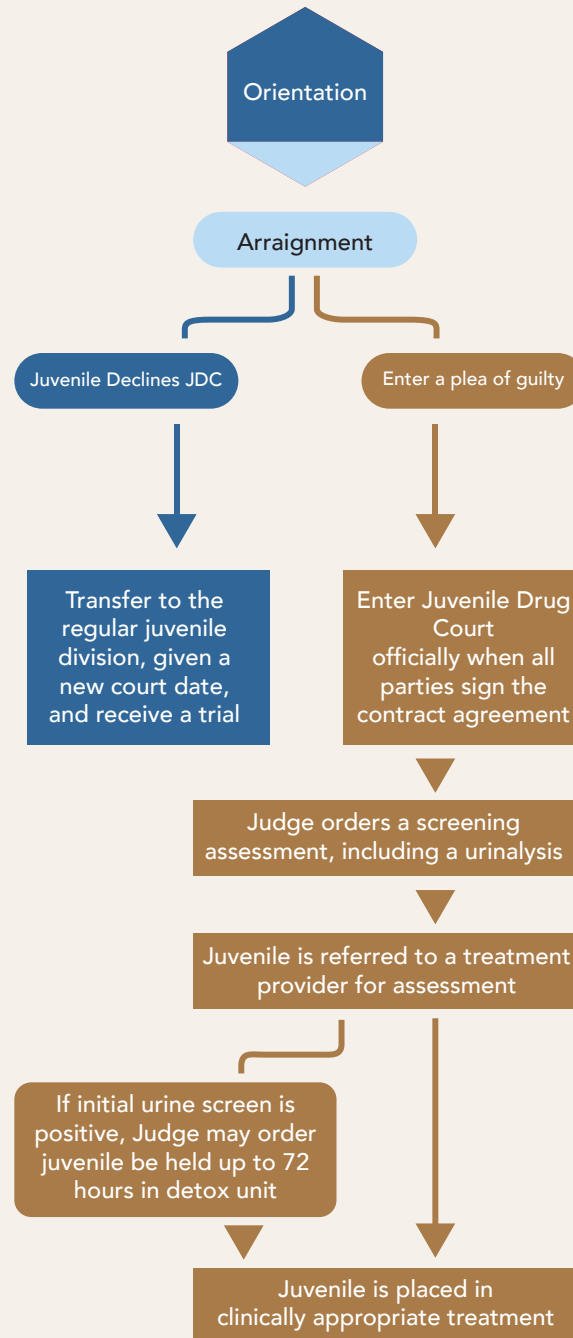 Orientation
Arraignment
Juvenile Declines JDC
Enter a plea of guilty
Transfer to the
regular juvenile
division, given a
new court date,
and receive a trial
Enter Juvenile Drug
Court
officially when all
parties sign the
contract agreement
Judge orders a screening
assessment, including a urinalysis
Juvenile is referred to a treatment
provider for assessment
If initial urine screen is
positive, Judge may order
juvenile be held up to 72
hours in detox unit
Juvenile is placed in
clinically appropriate treatment